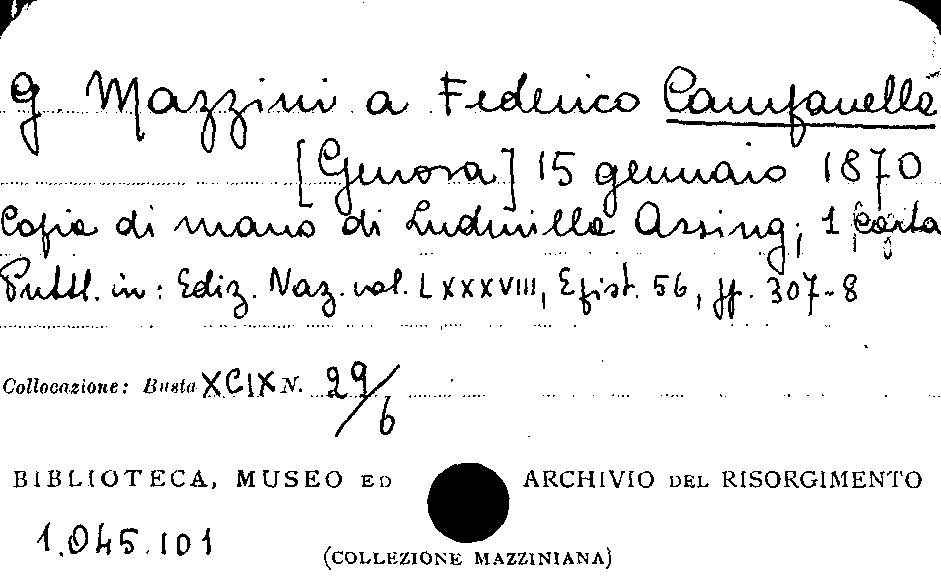 G. Mazzini a Federico Campanella
[Genova] 15 gennaio 1870
Copia di mano di Ludmilla Assing; 1 carta
Pubbl. in: Ediz. Naz. vol. LXXXVIII, Epist. 56, pp. 307-8
Collocazione: Busta XCIX N. 29/6
BIBLIOTECA, MUSEO ED ARCHIVIO DEL RISORGIMENTO
1.045.101
(COLLEZIONE MAZZINIANA)